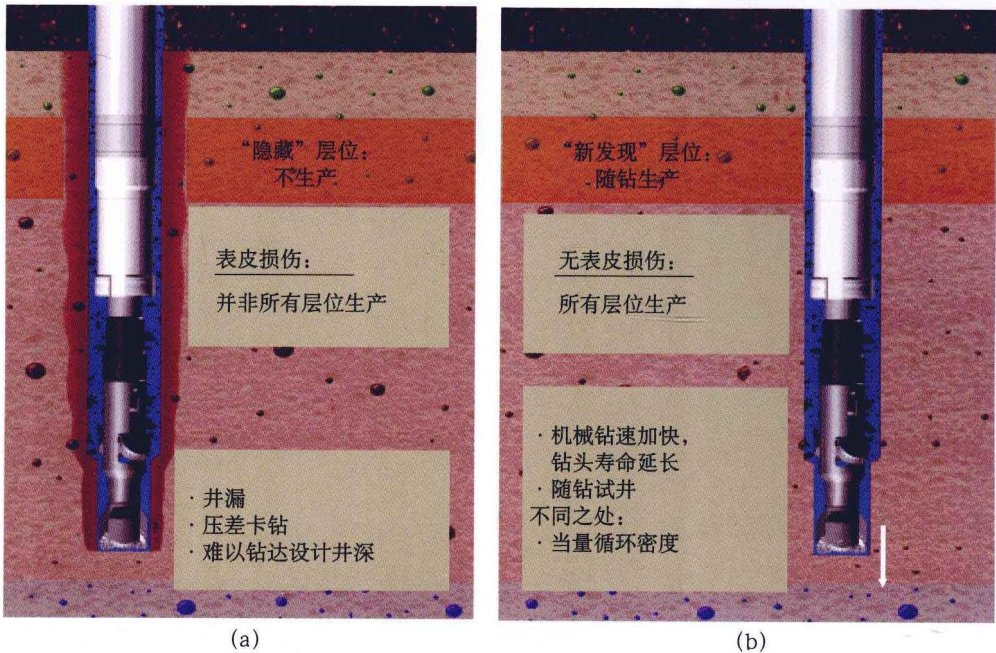 “隐藏”层位:
不生产
表皮损伤:
并非所有层位生产
· 井漏
· 压差卡钻
· 难以钻达设计井深
(a)
“新发现”层位:
随钻生产
无表皮损伤:
所有层位生产
· 机械钻速加快,
钻头寿命延长
· 随钻试井
不同之处:
· 当量循环密度
(b)